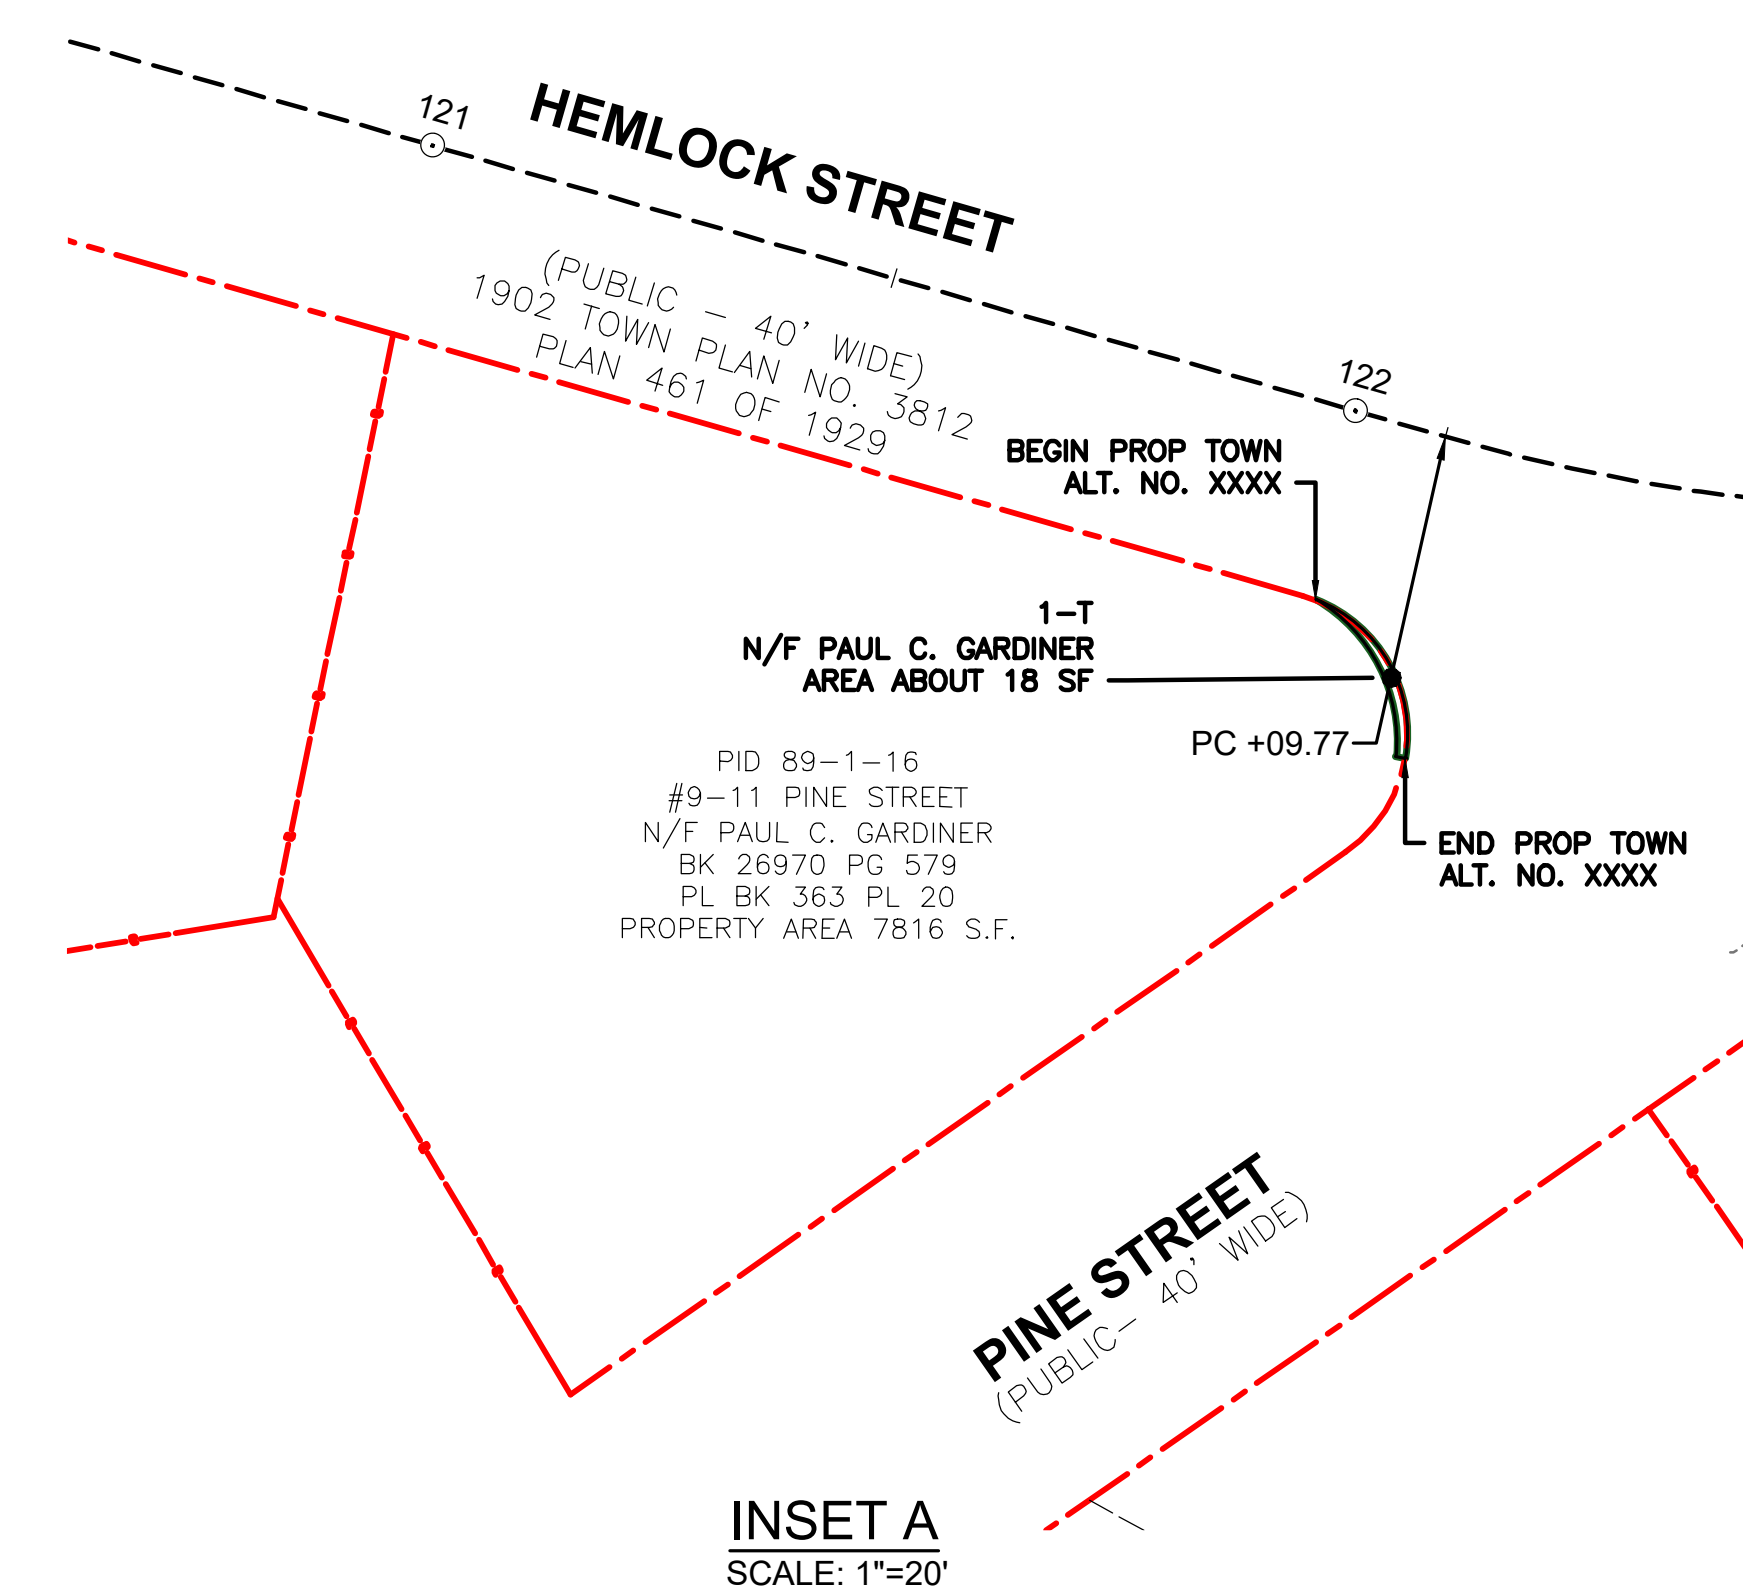 121
HEMLOCK STREET
(PUBLIC - 40' WIDE)
1902 TOWN PLAN NO. 3812
PLAN 461 OF 1929
122
BEGIN PROP TOWN
ALT. NO. XXXX
1-T
N/F PAUL C. GARDINER
AREA ABOUT 18 SF
PC +09.77
PID 89-1-16
#9-11 PINE STREET
N/F PAUL C. GARDINER
BK 26970 PG 579
PL BK 363 PL 20
PROPERTY AREA 7816 S.F.
END PROP TOWN
ALT. NO. XXXX
PINE STREET
(PUBLIC- 40' WIDE)
INSET A
SCALE: 1"=20'